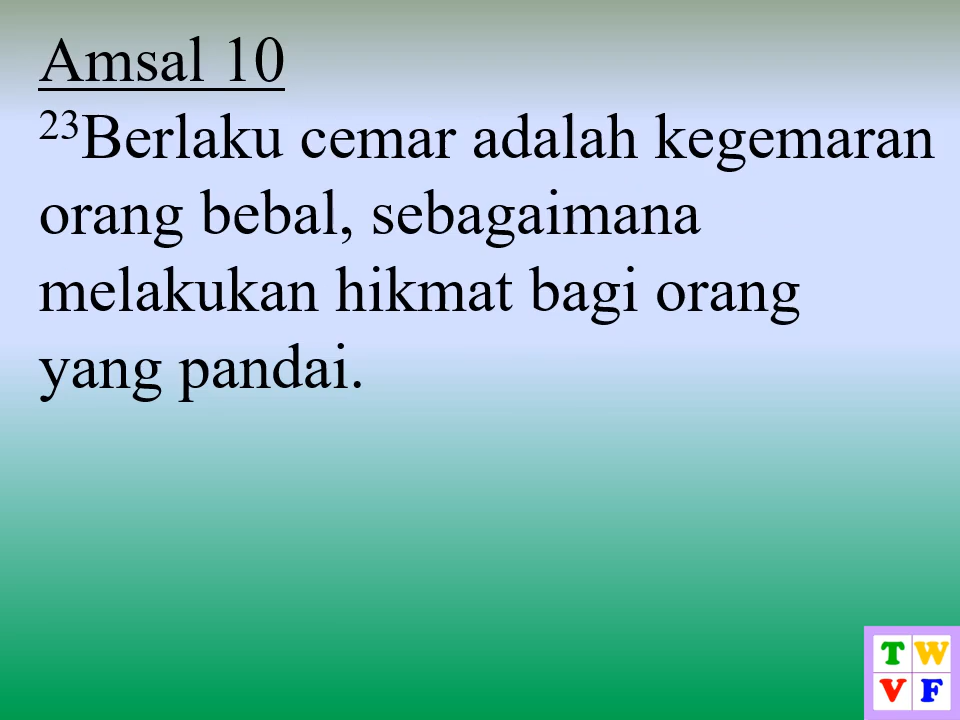 Amsal 10
23Berlaku cemar adalah kegemaran
orang bebal, sebagaimana
melakukan hikmat bagi orang
yang pandai.
T W
V F